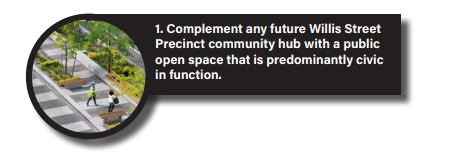 1. Complement any future Willis Street
Precinct community hub with a public
open space that is predominantly civic
in function.